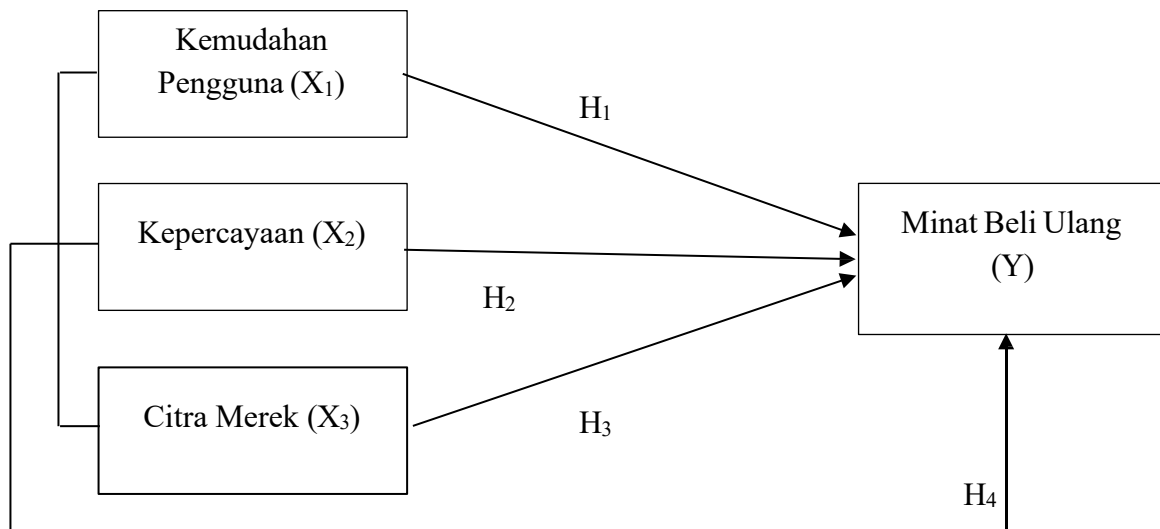 Kemudahan
Pengguna (X₁)
H₁
Kepercayaan (X₂)
Minat Beli Ulang
(Y)
H₂
Citra Merek (X₃)
H₃
H₄